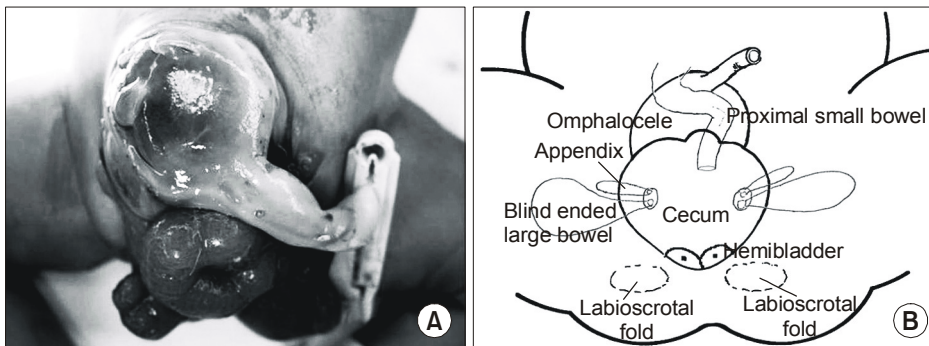 A
Omphalocele
Proximal small bowel
Appendix
Blind ended
large bowel
Cecum
Hemibladder
Labioscrotal
fold
Labioscrotal
fold
B